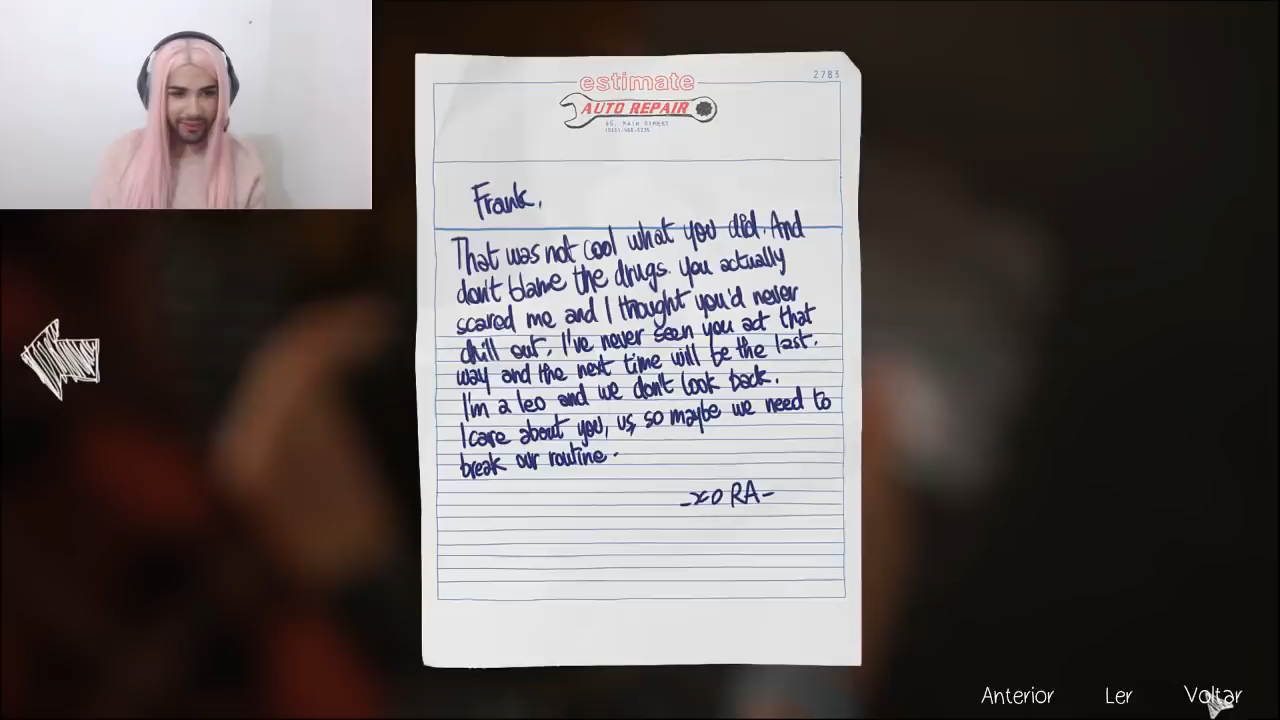 2783
estimate
AUTO REPAIR
Frank,
That was not cool what you did. And
don't blame the drugs. You actually
scared me and I thought you'd never
chill out. I've never seen you act that
way and the next time will be the last.
I'm a leo and we don't look back.
I care about you, us, so maybe we need to
break our routine.
-xo RA-
Anterior Ler Voltar